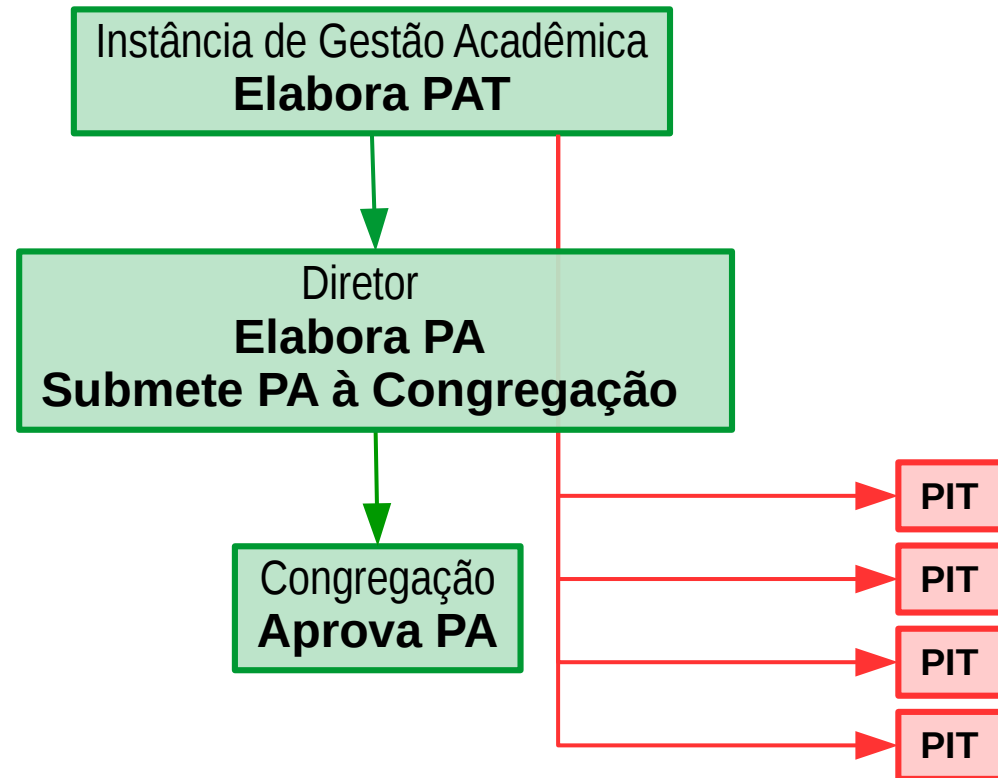 Instância de Gestão Acadêmica
Elabora PAT
Diretor
Elabora PA
Submete PA à Congregação
Congregação
Aprova PA
PIT
PIT
PIT
PIT